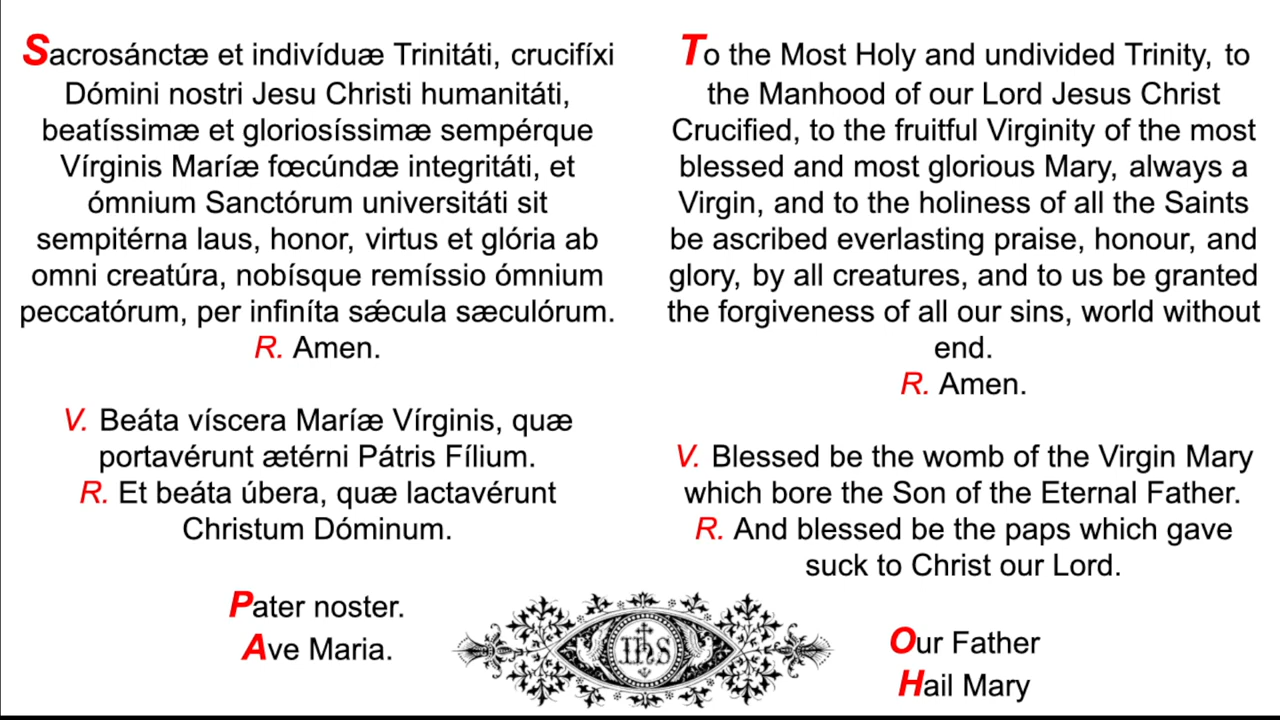 Sacrosánctæ et indivíduæ Trinitáti, crucifíxi
Dómini nostri Jesu Christi humanitáti,
beatíssimæ et gloriosíssimæ sempérque
Vírginis Maríæ fœcúndæ integritáti, et
ómnium Sanctórum universitáti sit
sempitérna laus, honor, virtus et glória ab
omni creatúra, nobísque remíssio ómnium
peccatórum, per infiníta sǽcula sæculórum.
R. Amen.
V. Beáta víscera Maríæ Vírginis, quæ
portavérunt ætérni Pátris Fílium.
R. Et beáta úbera, quæ lactavérunt
Christum Dóminum.
Pater noster.
Ave Maria.
To the Most Holy and undivided Trinity, to
the Manhood of our Lord Jesus Christ
Crucified, to the fruitful Virginity of the most
blessed and most glorious Mary, always a
Virgin, and to the holiness of all the Saints
be ascribed everlasting praise, honour, and
glory, by all creatures, and to us be granted
the forgiveness of all our sins, world without
end.
R. Amen.
V. Blessed be the womb of the Virgin Mary
which bore the Son of the Eternal Father.
R. And blessed be the paps which gave
suck to Christ our Lord.
Our Father
Hail Mary
IHS